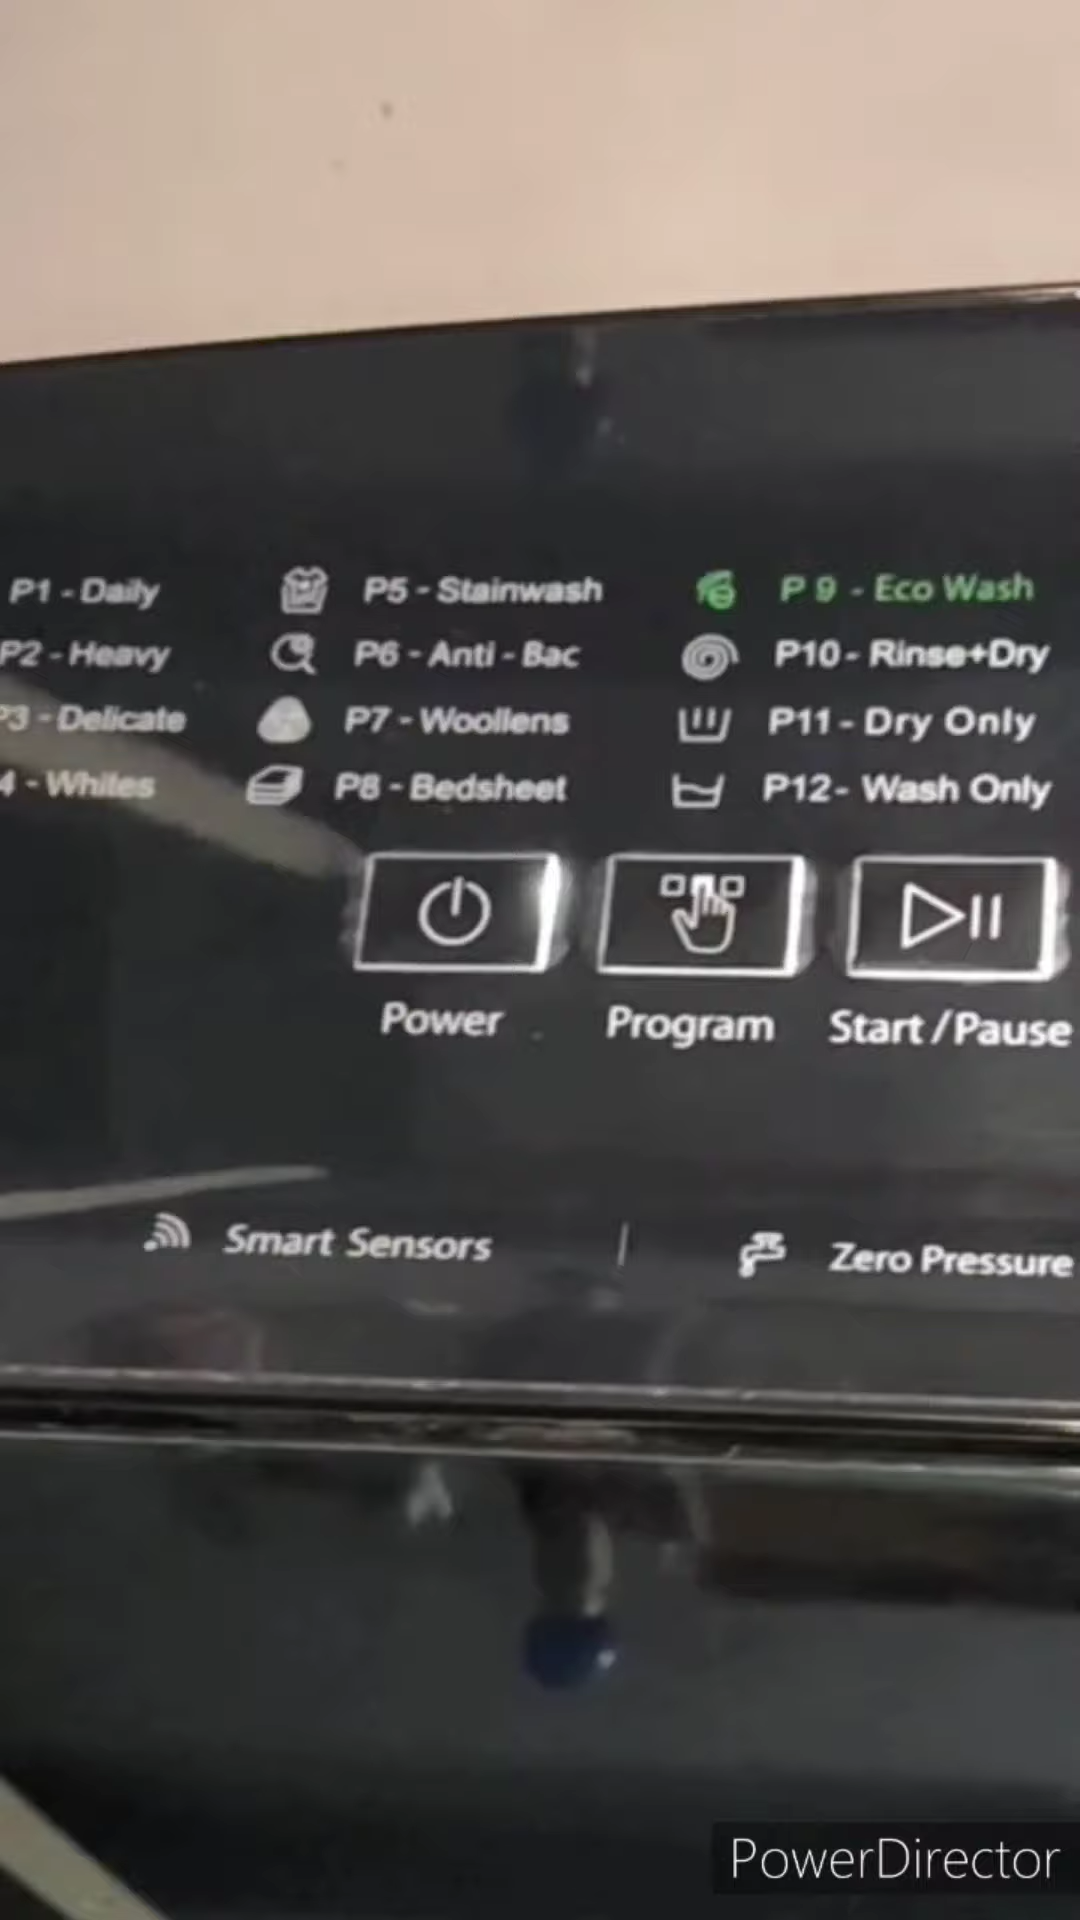 P1 - Daily
P2 - Heavy
P3 - Delicate
4 - Whites
P5 - Stainwash
P6 - Anti - Bac
P7 - Woollens
P8 - Bedsheet
P 9 - Eco Wash
P10 - Rinse+Dry
P11 - Dry Only
P12- Wash Only
Power
Program
Start / Pause
Smart Sensors | Zero Pressure
PowerDirector